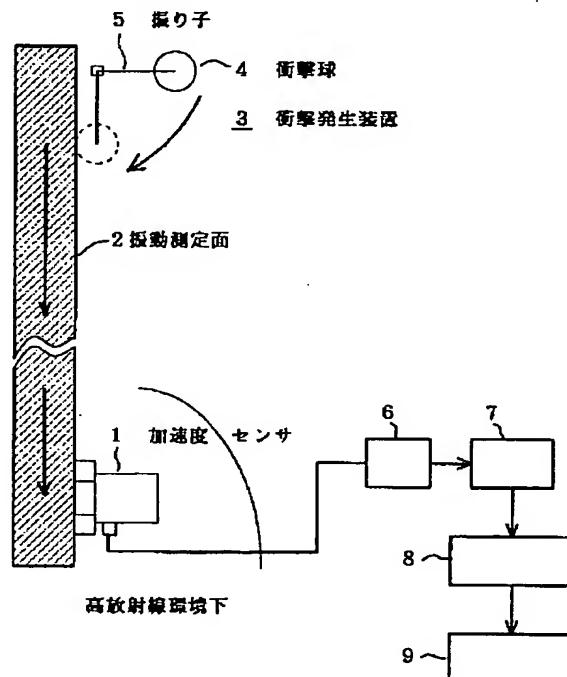 5 振り子
4 衝撃球
3 衝撃発生装置
2 振動測定面
1 加速度 センサ
6
7
8
9
高放射線環境下